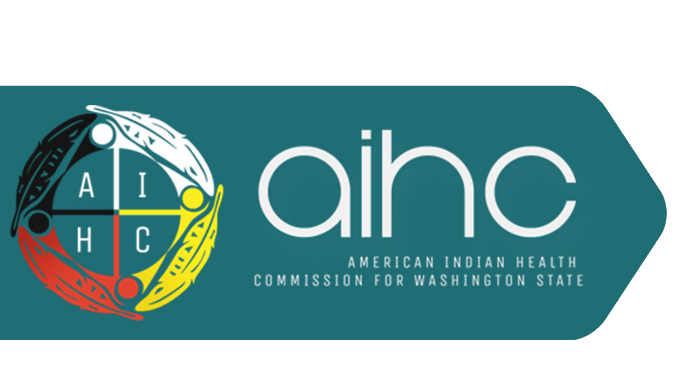 A I
H C
aihc
AMERICAN INDIAN HEALTH
COMMISSION FOR WASHINGTON STATE